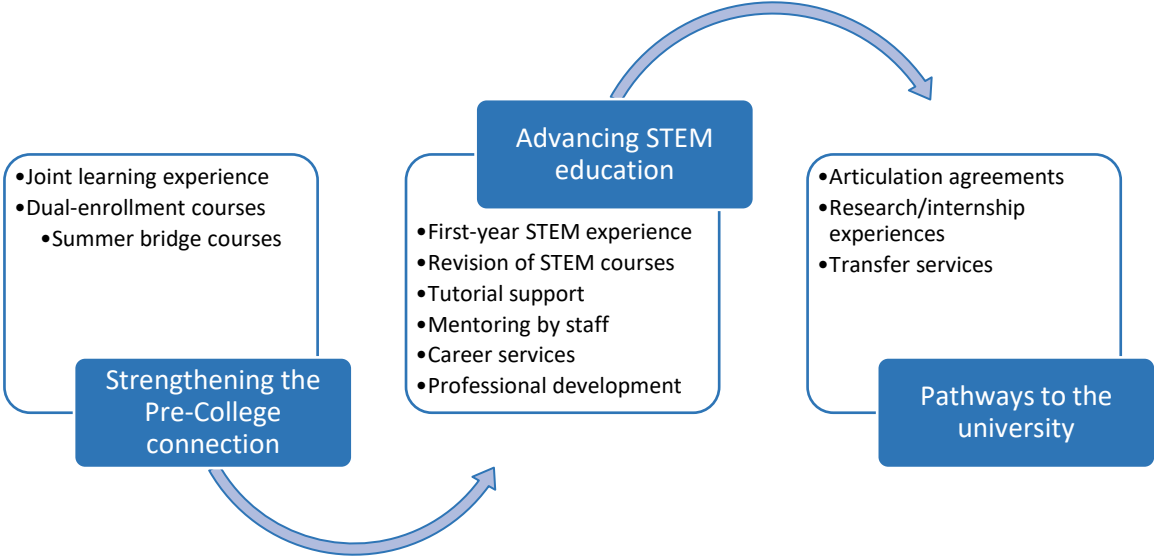 •Joint learning experience
•Dual-enrollment courses
•Summer bridge courses
Strengthening the
Pre-College
connection
Advancing STEM
education
•First-year STEM experience
•Revision of STEM courses
•Tutorial support
•Mentoring by staff
•Career services
•Professional development
•Articulation agreements
•Research/internship
experiences
•Transfer services
Pathways to the
university